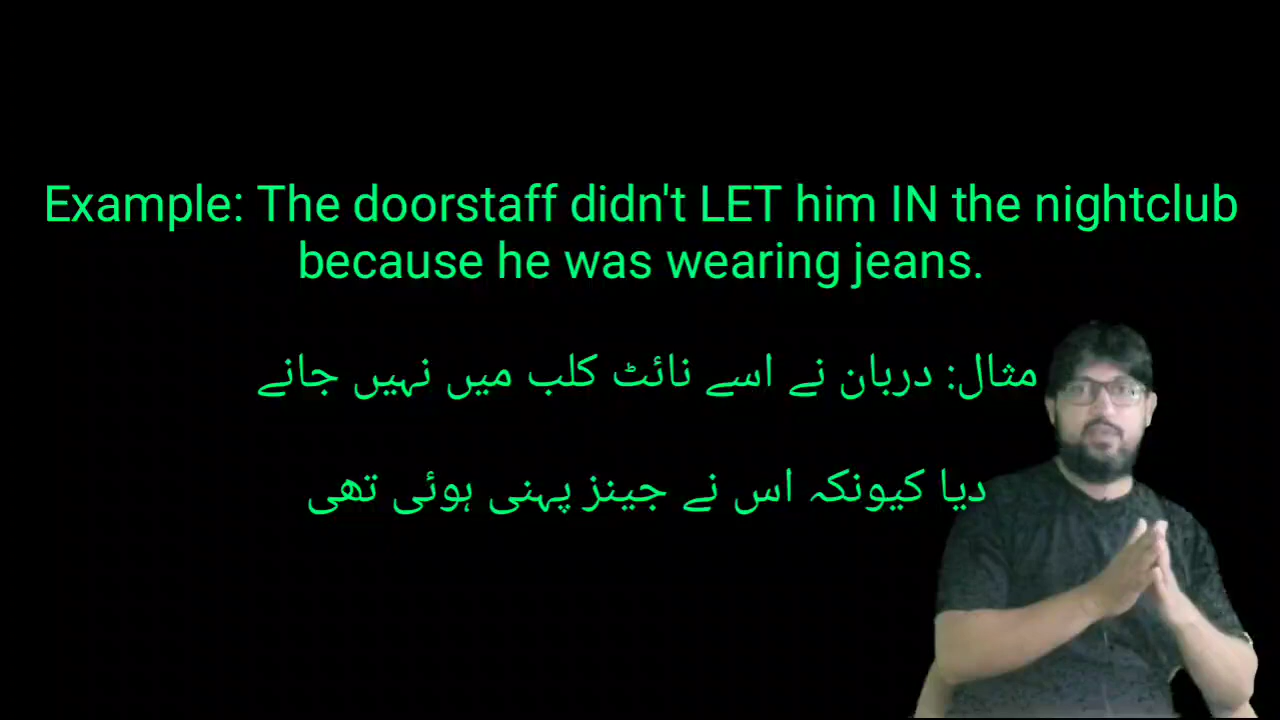 Example: The doorstaff didn't LET him IN the nightclub
because he was wearing jeans.
مثال: دربان نے اسے نائٹ کلب میں نہیں جانے
دیا کیونکہ اس نے جینز پہنی ہوئی تھی